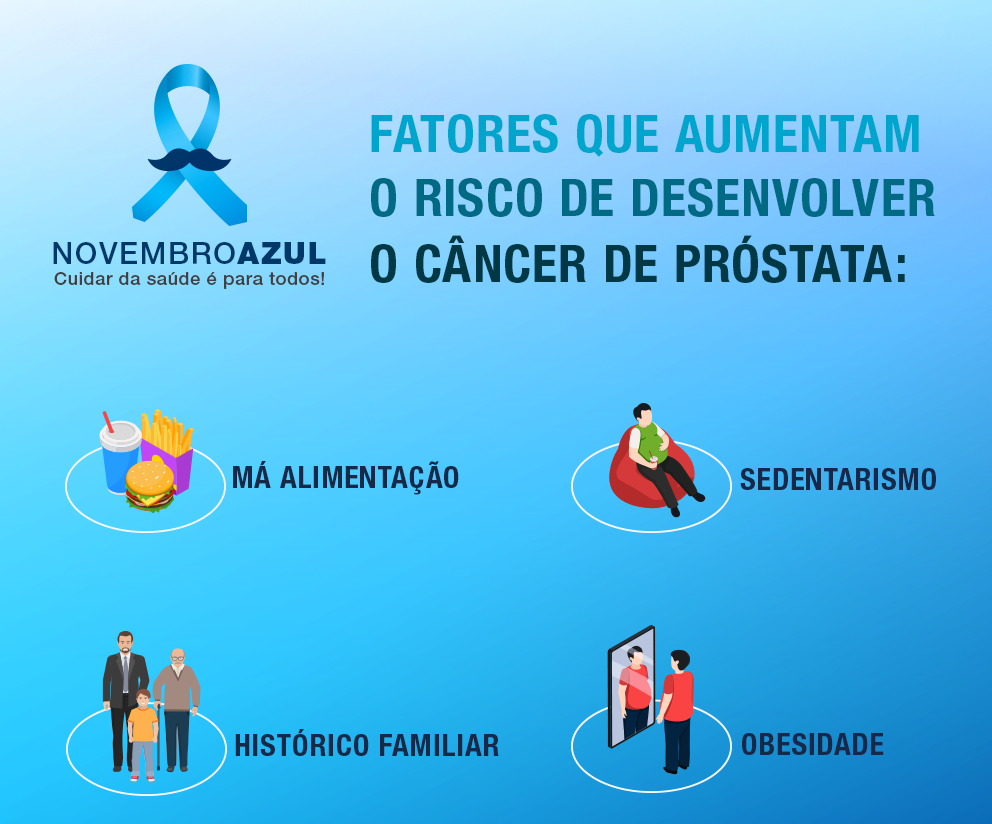 NOVEMBROAZUL
Cuidar da saúde é para todos!
FATORES QUE AUMENTAM
O RISCO DE DESENVOLVER
O CÂNCER DE PRÓSTATA:
MÁ ALIMENTAÇÃO
SEDENTARISMO
HISTÓRICO FAMILIAR
OBESIDADE